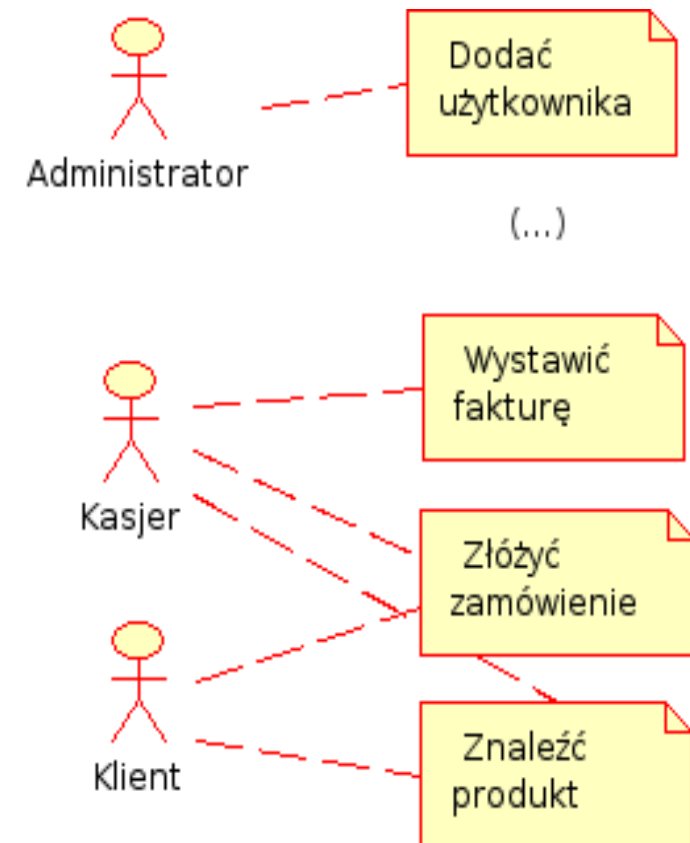 Dodać
użytkownika
Administrator
(...)
Wystawić
fakturę
Kasjer
Złóżyć
zamówienie
Klient
Znaleźć
produkt